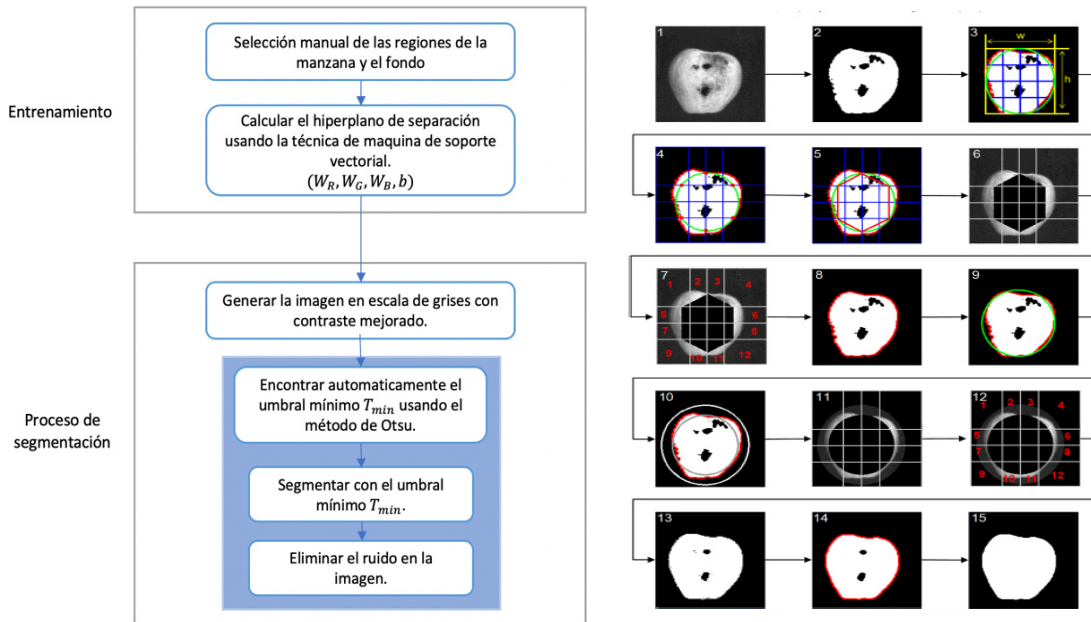 Entrenamiento
Selección manual de las regiones de la
manzana y el fondo
Calcular el hiperplano de separación
usando la técnica de maquina de soporte
vectorial.
(W_R, W_G, W_B, b)
Proceso de
segmentación
Generar la imagen en escala de grises con
contraste mejorado.
Encontrar automaticamente el
umbral mínimo T_min usando el
método de Otsu.
Segmentar con el umbral
mínimo T_min.
Eliminar el ruido en la
imagen.
1
2
3
w
h
4
5
6
7
1 2 3 4
5 6
7 8
9 10 11 12
8
9
10
11
12
1 2 3 4
5 6
7 8
9 10 11 12
13
14
15